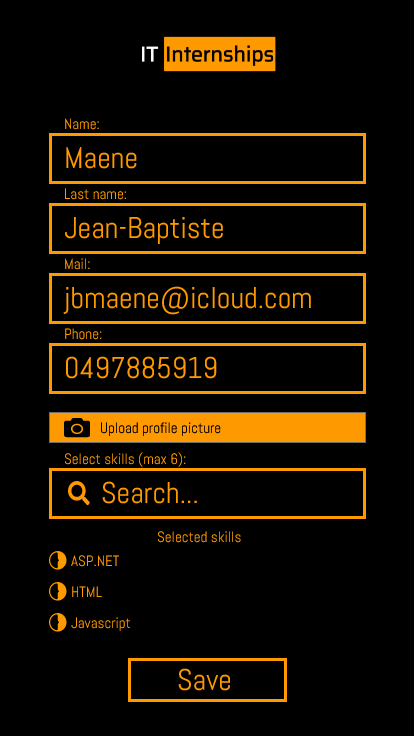 IT Internships
Name:
Maene
Last name:
Jean-Baptiste
Mail:
jbmaene@icloud.com
Phone:
0497885919
Upload profile picture
Select skills (max 6):
Search...
Selected skills
ASP.NET
HTML
Javascript
Save